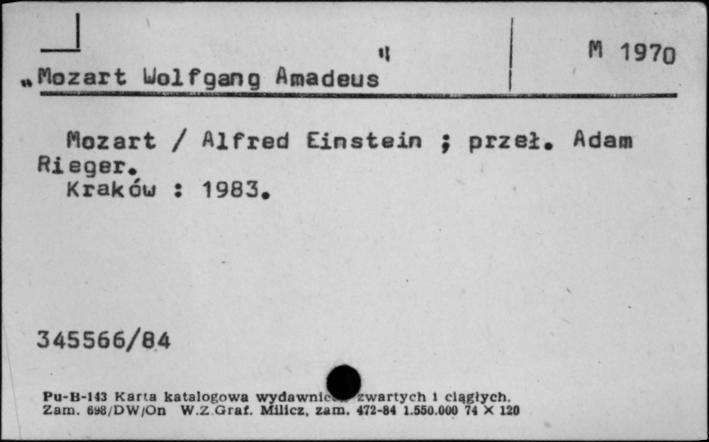 M 1970
„Mozart Wolfgang Amadeus"
Mozart / Alfred Einstein ; przeł. Adam
Rieger.
Kraków : 1983.
345566/84
Pu-B-143 Karta katalogowa zwartych i ciągłych.
Zam. 698/DW/On W.Z.Graf. Milicz, zam. 472-84 1.550.000 74 X 120